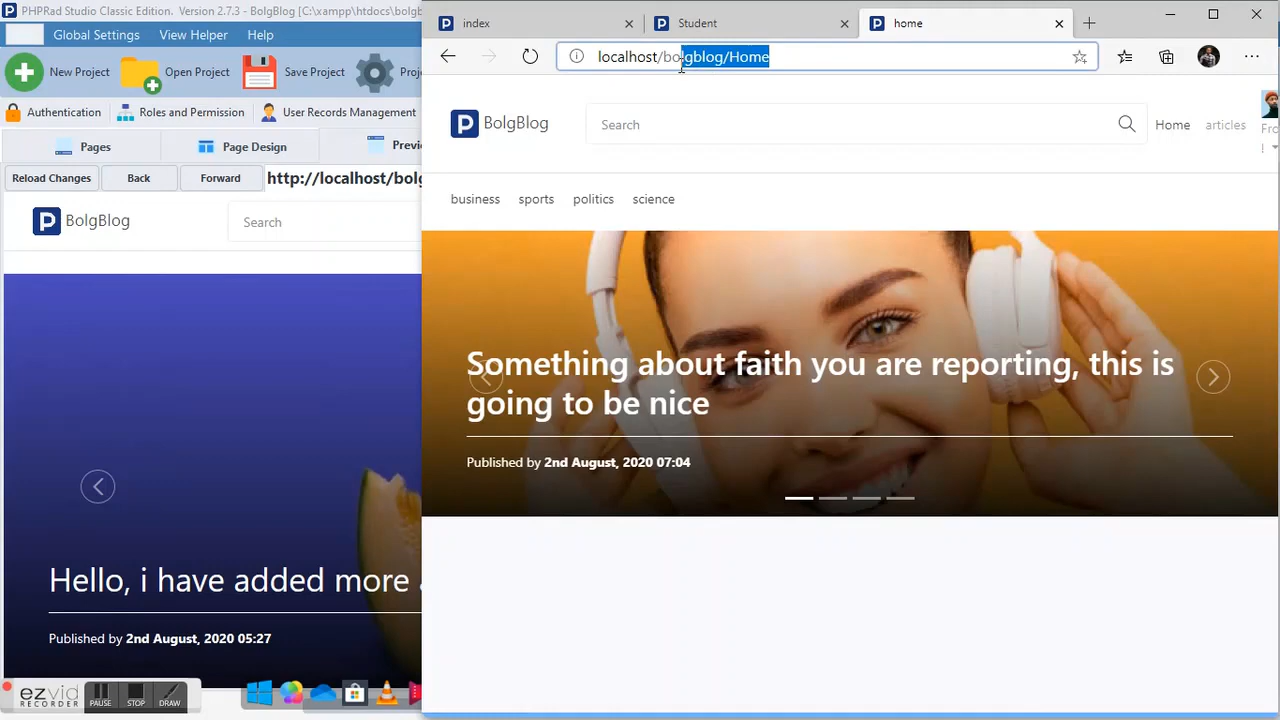 PHPRad Studio Classic Edition. Version 2.7.3 - BolgBlog [C:\xampp\htdocs\bolgb
Global Settings View Helper Help
New Project Open Project Save Project
Authentication Roles and Permission User Records Management
Pages Page Design
Reload Changes Back Forward http://localhost/bolg
BolgBlog
Search
Hello, i have added more
Published by 2nd August, 2020 05:27
ezvid
RECORDER
PAUSE STOP DRAW
index Student home
localhost/bolgblog/Home
BolgBlog Search Home articles
business sports politics science
Something about faith you are reporting, this is
going to be nice
Published by 2nd August, 2020 07:04